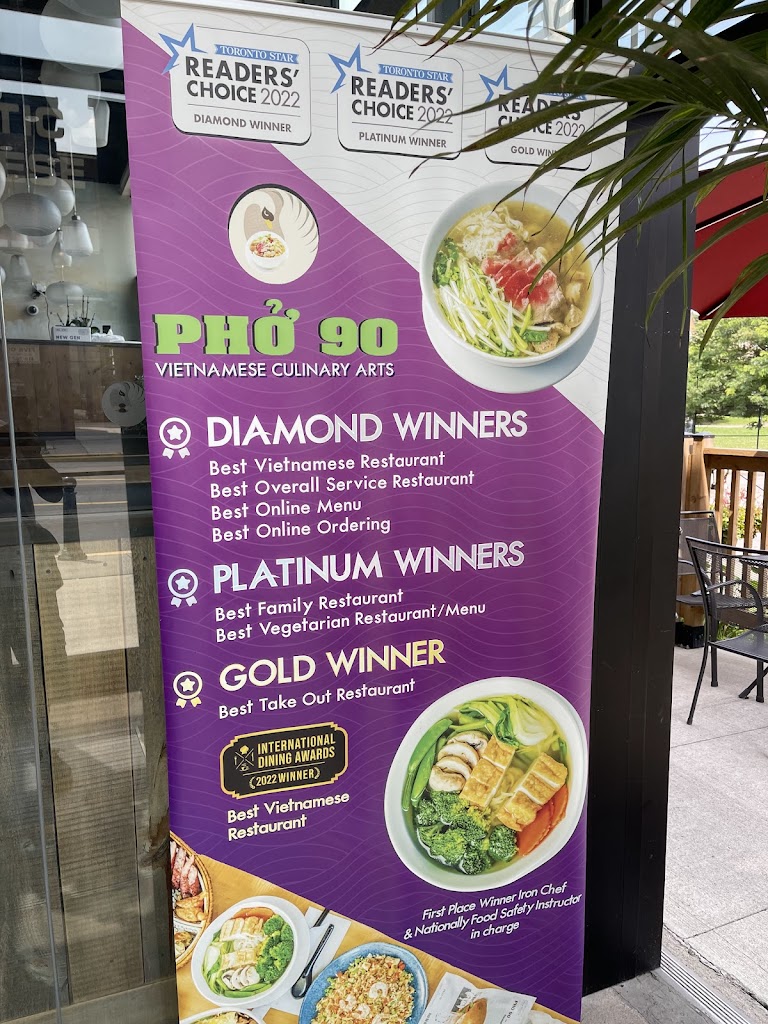 TORONTO STAR
READERS'
CHOICE 2022
DIAMOND WINNER
TORONTO STAR
READERS'
CHOICE 2022
PLATINUM WINNER
READERS'
CHOICE 2022
GOLD
PHỞ 90
VIETNAMESE CULINARY ARTS
DIAMOND WINNERS
Best Vietnamese Restaurant
Best Overall Service Restaurant
Best Online Menu
Best Online Ordering
PLATINUM WINNERS
Best Family Restaurant
Best Vegetarian Restaurant/Menu
GOLD WINNER
Best Take Out Restaurant
INTERNATIONAL
DINING AWARDS
2022 WINNER
Best Vietnamese
Restaurant
First Place Winner Iron Chef
& Nationally Food Safety Instructor
in charge